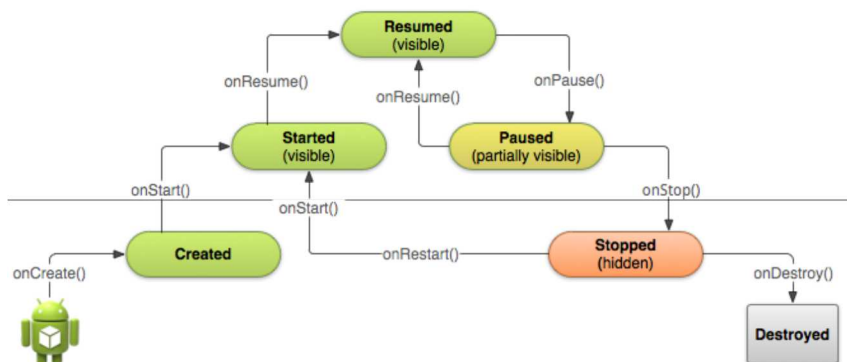 Resumed
(visible)
onResume()
onPause()
onResume()
Started
(visible)
Paused
(partially visible)
onStart()
onStop()
onStart()
Created
onRestart()
Stopped
(hidden)
onCreate()
onDestroy()
Destroyed